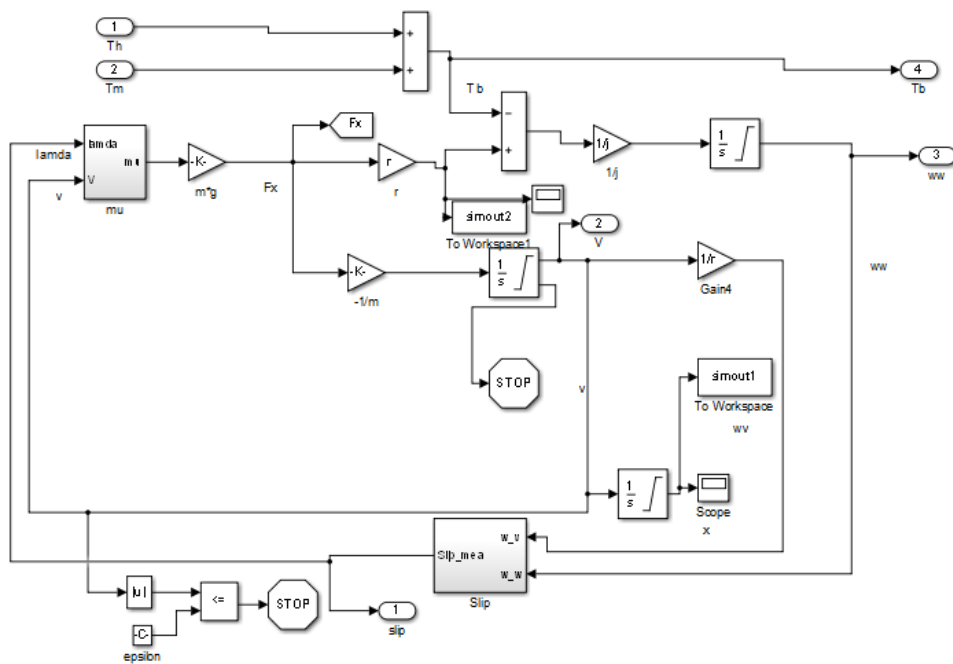 1
Th
+
2
Tm
+
4
Tb
T b
Fx
−
+
lamda
lamda
mu
V
v
mu
-K-
m*g
Fx
r
r
1/j
1/j
1
s
3
ww
simout2
To Workspace1
2
V
-K-
-1/m
1
s
1/r
Gain4
ww
STOP
v
simout1
To Workspace
wv
1
s
Scope
x
Slp_mea
w_v
w_w
Slip
|u|
<=
STOP
1
slip
-C-
epsilon